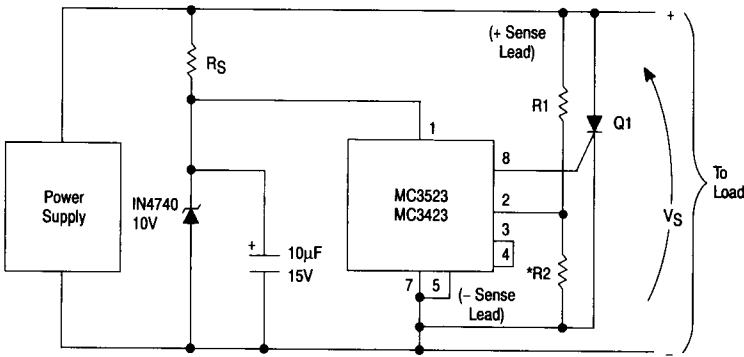 +
(+ Sense
Lead)
RS
R1
Q1
1
8
Power
Supply
IN4740
10V
MC3523
MC3423
2
3
4
To
Load
VS
+
10μF
15V
*R2
7
5
(– Sense
Lead)
–